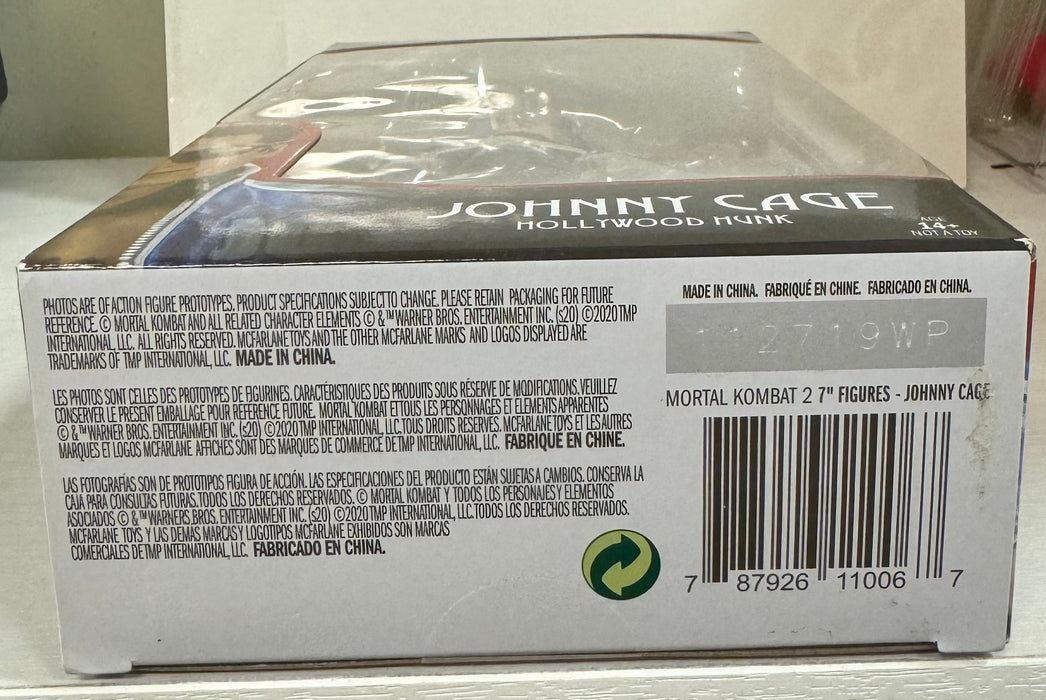 JOHNNY CAGE
HOLLYWOOD HUNK
AGE
14+
NOT A TOY
PHOTOS ARE OF ACTION FIGURE PROTOTYPES. PRODUCT SPECIFICATIONS SUBJECT TO CHANGE. PLEASE RETAIN PACKAGING FOR FUTURE
REFERENCE. © MORTAL KOMBAT AND ALL RELATED CHARACTER ELEMENTS © & ™ WARNER BROS. ENTERTAINMENT INC. (s20) ©2020 TMP
INTERNATIONAL, LLC. ALL RIGHTS RESERVED. MCFARLANE TOYS AND THE OTHER MCFARLANE MARKS AND LOGOS DISPLAYED ARE
TRADEMARKS OF TMP INTERNATIONAL, LLC. MADE IN CHINA.
LES PHOTOS SONT CELLES DES PROTOTYPES DE FIGURINES. CARACTÉRISTIQUES DES PRODUITS SOUS RÉSERVE DE MODIFICATIONS. VEUILLEZ
CONSERVER LE PRESENT EMBALLAGE POUR REFERENCE FUTURE. MORTAL KOMBAT ET TOUS LES PERSONNAGES ET ELEMENTS APPARENTES
© & ™ WARNER BROS. ENTERTAINMENT INC. (s20) ©2020 TMP INTERNATIONAL, LLC. TOUS DROITS RESERVES. MCFARLANE TOYS ET LES AUTRES
MARQUES ET LOGOS MCFARLANE AFFICHES SONT DES MARQUES DE COMMERCE DE TMP INTERNATIONAL, LLC. FABRIQUE EN CHINE.
LAS FOTOGRAFÍAS SON DE PROTOTIPOS FIGURA DE ACCIÓN. LAS ESPECIFICACIONES DEL PRODUCTO ESTÁN SUJETAS A CAMBIOS. CONSERVA LA
CAJA PARA CONSULTAS FUTURAS. TODOS LOS DERECHOS RESERVADOS. © MORTAL KOMBAT Y TODOS LOS PERSONAJES Y ELEMENTOS
ASOCIADOS © & ™ WARNERS BROS. ENTERTAINMENT INC. (s20) ©2020 TMP INTERNATIONAL, LLC. TODOS LOS DERECHOS RESERVADOS.
MCFARLANE TOYS Y LAS DEMAS MARCAS Y LOGOTIPOS MCFARLANE EXHIBIDOS SON MARCAS
COMERCIALES DE TMP INTERNATIONAL, LLC. FABRICADO EN CHINA.
MADE IN CHINA. FABRIQUÉ EN CHINE. FABRICADO EN CHINA.
112719WP
MORTAL KOMBAT 2 7" FIGURES - JOHNNY CAGE
7 87926 11006 7